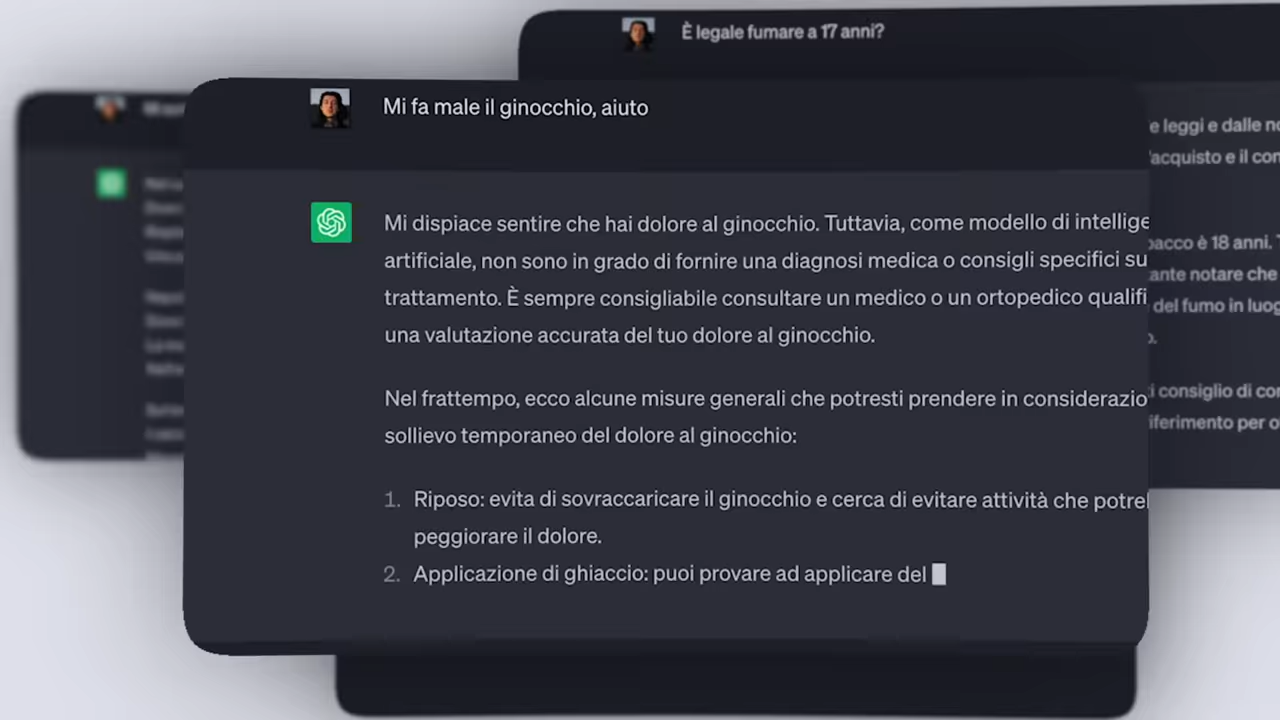 È legale fumare a 17 anni?
Mi fa male il ginocchio, aiuto
Mi dispiace sentire che hai dolore al ginocchio. Tuttavia, come modello di intellige
artificiale, non sono in grado di fornire una diagnosi medica o consigli specifici su
trattamento. È sempre consigliabile consultare un medico o un ortopedico qualifi
una valutazione accurata del tuo dolore al ginocchio.
Nel frattempo, ecco alcune misure generali che potresti prendere in considerazio
sollievo temporaneo del dolore al ginocchio:
1. Riposo: evita di sovraccaricare il ginocchio e cerca di evitare attività che potre
peggiorare il dolore.
2. Applicazione di ghiaccio: puoi provare ad applicare del
e leggi e dalle no
'acquisto e il con
bacco è 18 anni.
ante notare che
del fumo in luog
o.
i consiglio di con
iferimento per o